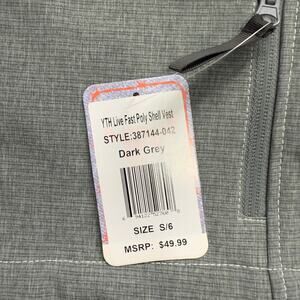 YTH Live Fast Poly Shell Vest
STYLE:387144-042
Dark Grey
SIZE S/6
MSRP: $49.99